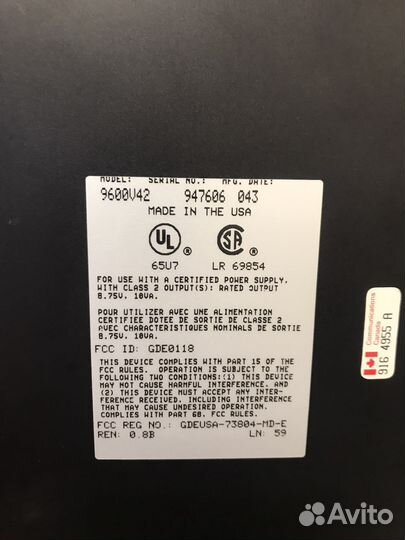 MODEL: SERIAL NO.: MFG. DATE:
9600V42 947606 043
MADE IN THE USA
UL ® SA ®
65U7 LR 69854
FOR USE WITH A CERTIFIED POWER SUPPLY,
WITH CLASS 2 OUTPUT(S): RATED OUTPUT
8.75V, 10VA.
POUR UTILIZER AVEC UNE ALIMENTATION
CERTIFIEE DOTEE DE SORTIE DE CLASSE 2
AVEC CHARACTERISTIQUES NOMINALS DE SORTIE
8.75V, 10VA.
FCC ID: GDE0118
THIS DEVICE COMPLIES WITH PART 15 OF THE
FCC RULES. OPERATION IS SUBJECT TO THE
FOLLOWING TWO CONDITIONS:(1) THIS DEVICE
MAY NOT CAUSE HARMFUL INTERFERENCE, AND
(2) THIS DEVICE MUST ACCEPT ANY INTER-
FERENCE RECEIVED, INCLUDING INTERFERENCE
THAT MAY CAUSE UNDESIRED OPERATION.
COMPLIES WITH PART 68, FCC RULES.
FCC REG NO.: GDEUSA-73804-MD-E
REN: 0.8B LN: 59
Communications
Canada
916 4955 A
Avito